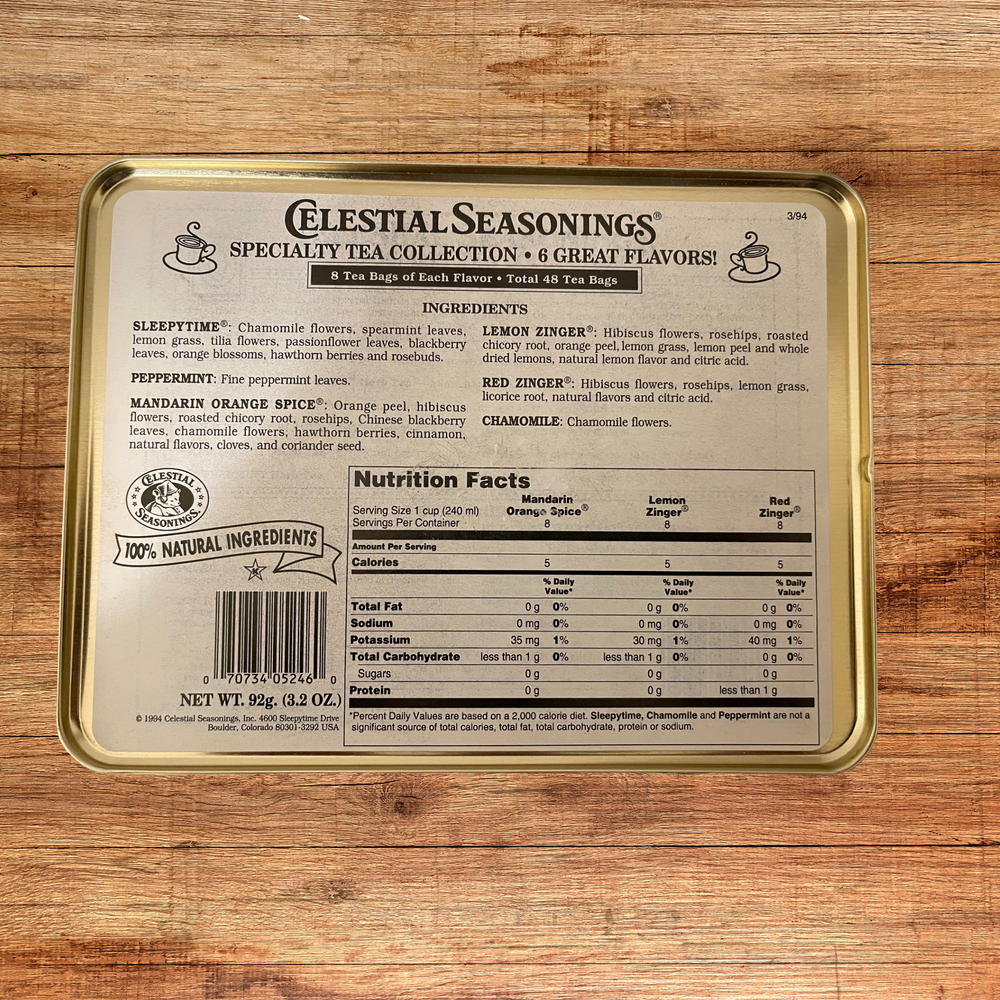 CELESTIAL SEASONINGS®
3/94
SPECIALTY TEA COLLECTION • 6 GREAT FLAVORS!
8 Tea Bags of Each Flavor • Total 48 Tea Bags
INGREDIENTS
SLEEPYTIME®: Chamomile flowers, spearmint leaves,
lemon grass, tilia flowers, passionflower leaves, blackberry
leaves, orange blossoms, hawthorn berries and rosebuds.
PEPPERMINT: Fine peppermint leaves.
MANDARIN ORANGE SPICE®: Orange peel, hibiscus
flowers, roasted chicory root, rosehips, Chinese blackberry
leaves, chamomile flowers, hawthorn berries, cinnamon,
natural flavors, cloves, and coriander seed.
LEMON ZINGER®: Hibiscus flowers, rosehips, roasted
chicory root, orange peel, lemon grass, lemon peel and whole
dried lemons, natural lemon flavor and citric acid.
RED ZINGER®: Hibiscus flowers, rosehips, lemon grass,
licorice root, natural flavors and citric acid.
CHAMOMILE: Chamomile flowers.
CELESTIAL
SEASONINGS.
100% NATURAL INGREDIENTS
K
0 70734 05246 0
NET WT. 92g. (3.2 OZ.)
© 1994 Celestial Seasonings, Inc. 4600 Sleepytime Drive
Boulder, Colorado 80301-3292 USA
Nutrition Facts
Mandarin Lemon Red
Serving Size 1 cup (240 ml) Orange Spice® Zinger® Zinger®
Servings Per Container 8 8 8
Amount Per Serving
Calories 5 5 5
% Daily % Daily % Daily
Value* Value* Value*
Total Fat 0 g 0% 0 g 0% 0 g 0%
Sodium 0 mg 0% 0 mg 0% 0 mg 0%
Potassium 35 mg 1% 30 mg 1% 40 mg 1%
Total Carbohydrate less than 1 g 0% less than 1 g 0% 0 g 0%
Sugars 0 g 0 g 0 g
Protein 0 g 0 g less than 1 g
*Percent Daily Values are based on a 2,000 calorie diet. Sleepytime, Chamomile and Peppermint are not a
significant source of total calories, total fat, total carbohydrate, protein or sodium.